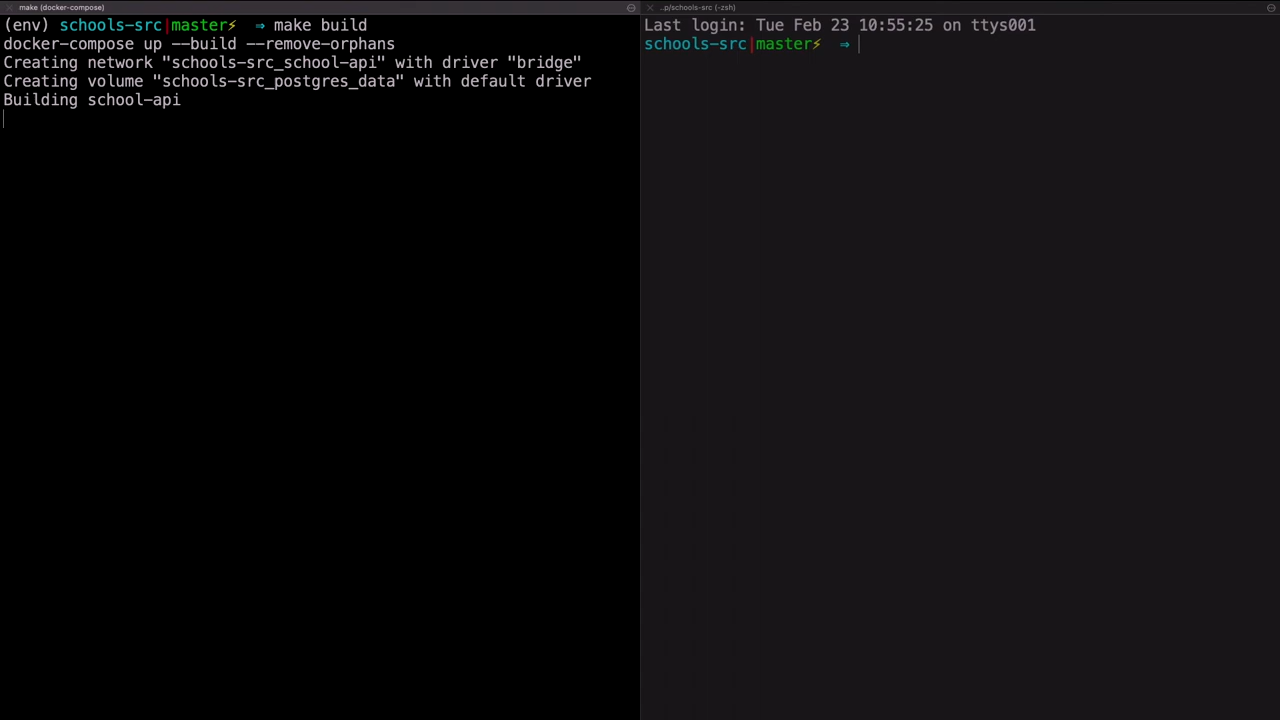 make (docker-compose)
(env) schools-src|master⚡ ⇒ make build
docker-compose up --build --remove-orphans
Creating network "schools-src_school-api" with driver "bridge"
Creating volume "schools-src_postgres_data" with default driver
Building school-api
..p/schools-src (-zsh)
Last login: Tue Feb 23 10:55:25 on ttys001
schools-src|master⚡ ⇒